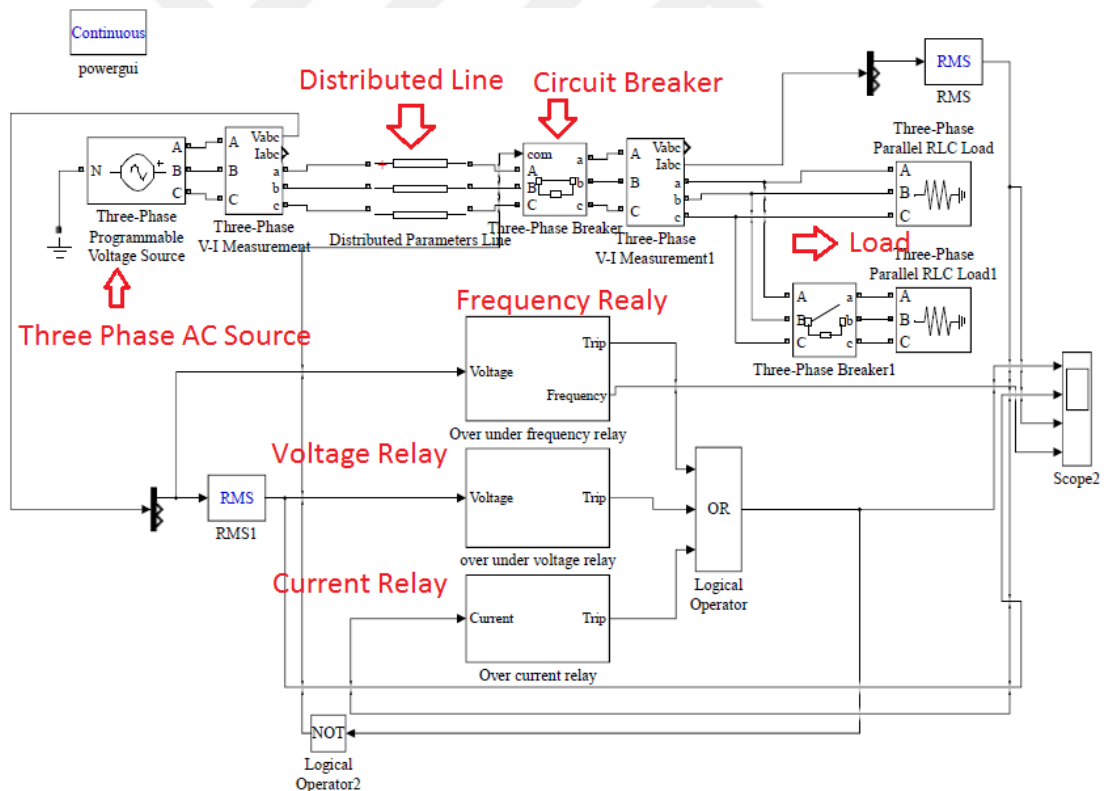 Continuous
powergui
Distributed Line
Circuit Breaker
RMS
RMS
N
A
B
C
Three-Phase
Programmable
Voltage Source
A
B
C
Vabc
Iabc
a
b
c
Three-Phase
V-I Measurement
Distributed Parameters Line
com
A
B
C
a
b
c
Three-Phase Breaker
A
B
C
Vabc
Iabc
a
b
c
Three-Phase
V-I Measurement1
Three-Phase
Parallel RLC Load
A
B
C
Load
Three-Phase
Parallel RLC Load1
A
B
C
A
B
C
a
b
c
Three-Phase Breaker1
Three Phase AC Source
Frequency Realy
Voltage
Trip
Frequency
Over under frequency relay
Voltage Relay
RMS
RMS1
Voltage
Trip
over under voltage relay
OR
Logical
Operator
Scope2
Current Relay
Current
Trip
Over current relay
NOT
Logical
Operator2